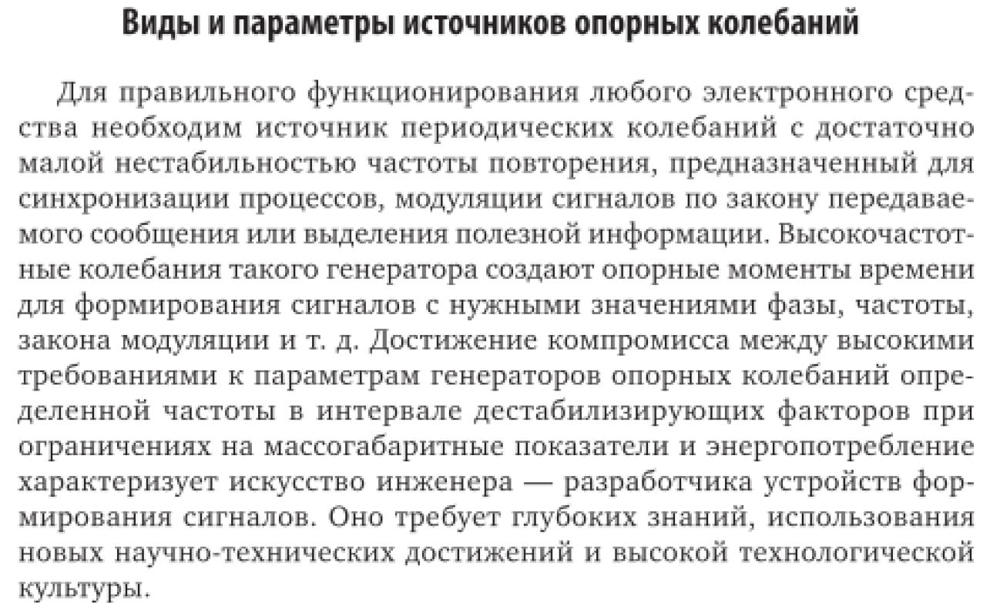 Виды и параметры источников опорных колебаний
Для правильного функционирования любого электронного сред-
ства необходим источник периодических колебаний с достаточно
малой нестабильностью частоты повторения, предназначенный для
синхронизации процессов, модуляции сигналов по закону передавае-
мого сообщения или выделения полезной информации. Высокочастот-
ные колебания такого генератора создают опорные моменты времени
для формирования сигналов с нужными значениями фазы, частоты,
закона модуляции и т. д. Достижение компромисса между высокими
требованиями к параметрам генераторов опорных колебаний опре-
деленной частоты в интервале дестабилизирующих факторов при
ограничениях на массогабаритные показатели и энергопотребление
характеризует искусство инженера — разработчика устройств фор-
мирования сигналов. Оно требует глубоких знаний, использования
новых научно-технических достижений и высокой технологической
культуры.